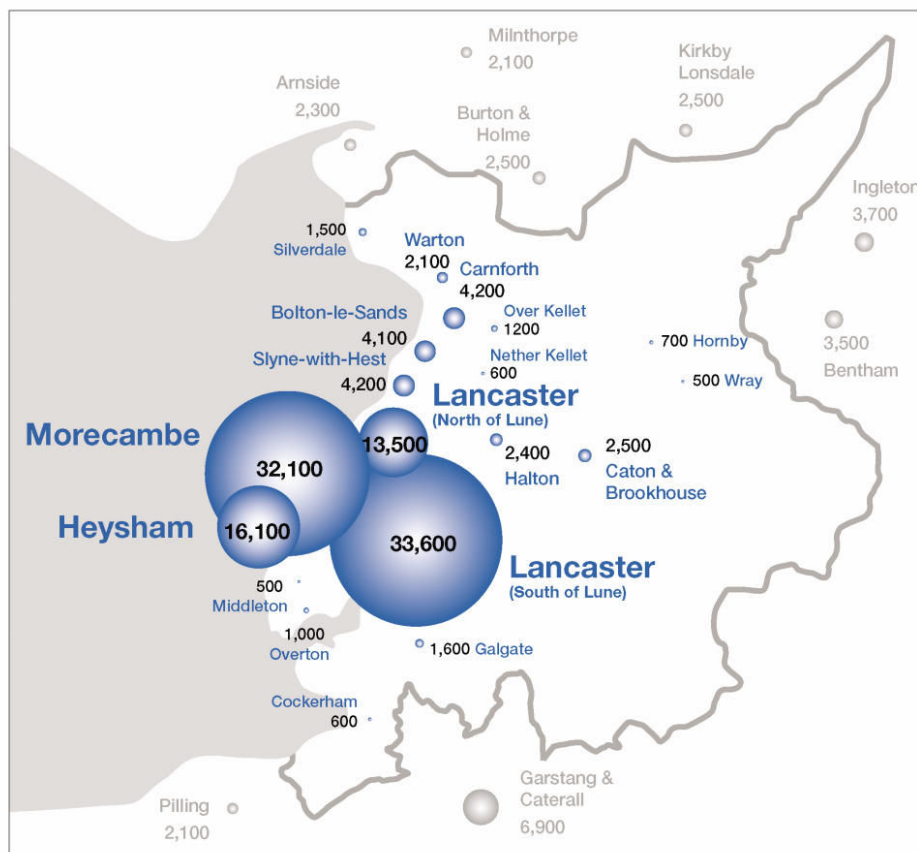 Milnthorpe
2,100
Kirkby
Lonsdale
2,500
Arnside
2,300
Burton &
Holme
2,500
Ingleton
3,700
1,500
Silverdale
Warton
2,100
Carnforth
4,200
Bolton-le-Sands
4,100
Over Kellet
1200
700 Hornby
3,500
Bentham
Slyne-with-Hest
4,200
Nether Kellet
600
500 Wray
Lancaster
(North of Lune)
13,500
Morecambe
32,100
2,400
Halton
2,500
Caton &
Brookhouse
Heysham
16,100
33,600
Lancaster
(South of Lune)
500
Middleton
1,000
Overton
1,600 Galgate
Cockerham
600
Pilling
2,100
Garstang &
Caterall
6,900